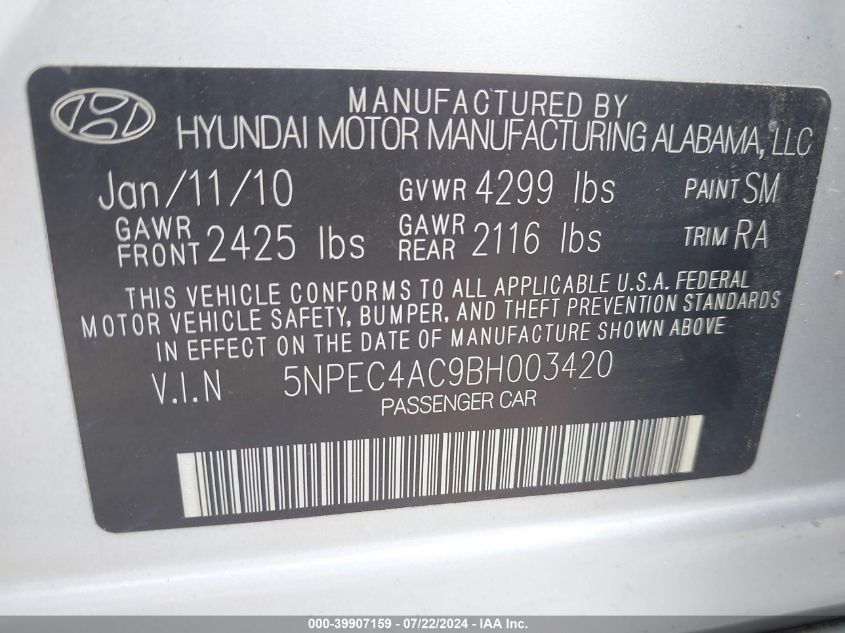 MANUFACTURED BY
HYUNDAI MOTOR MANUFACTURING ALABAMA, LLC
Jan/11/10 GVWR 4299 lbs PAINT SM
GAWR FRONT 2425 lbs GAWR REAR 2116 lbs TRIM RA
THIS VEHICLE CONFORMS TO ALL APPLICABLE U.S.A. FEDERAL
MOTOR VEHICLE SAFETY, BUMPER, AND THEFT PREVENTION STANDARDS
IN EFFECT ON THE DATE OF MANUFACTURE SHOWN ABOVE
V.I.N 5NPEC4AC9BH003420
PASSENGER CAR
000-39907159 - 07/22/2024 - IAA Inc.